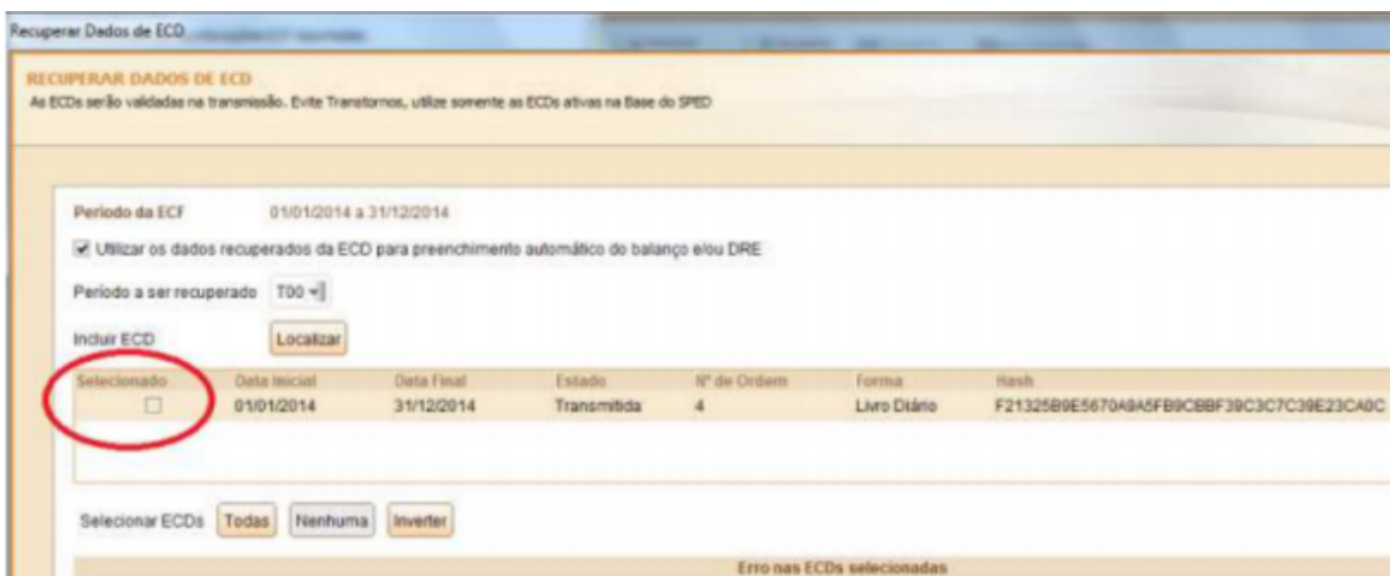 Recuperar Dados de ECD
RECUPERAR DADOS DE ECD
As ECDs serão validadas na transmissão. Evite Transtornos, utilize somente as ECDs ativas na Base do SPED
Período da ECF 01/01/2014 a 31/12/2014
Utilizar os dados recuperados da ECD para preenchimento automático do balanço e/ou DRE
Período a ser recuperado T00
Incluir ECD Localizar
Selecionado Data Inicial Data Final Estado Nº de Ordem Forma Hash
01/01/2014 31/12/2014 Transmitida 4 Livro Diário
Selecionar ECDs Todas Nenhuma Inverter
Erro nas ECDs selecionadas